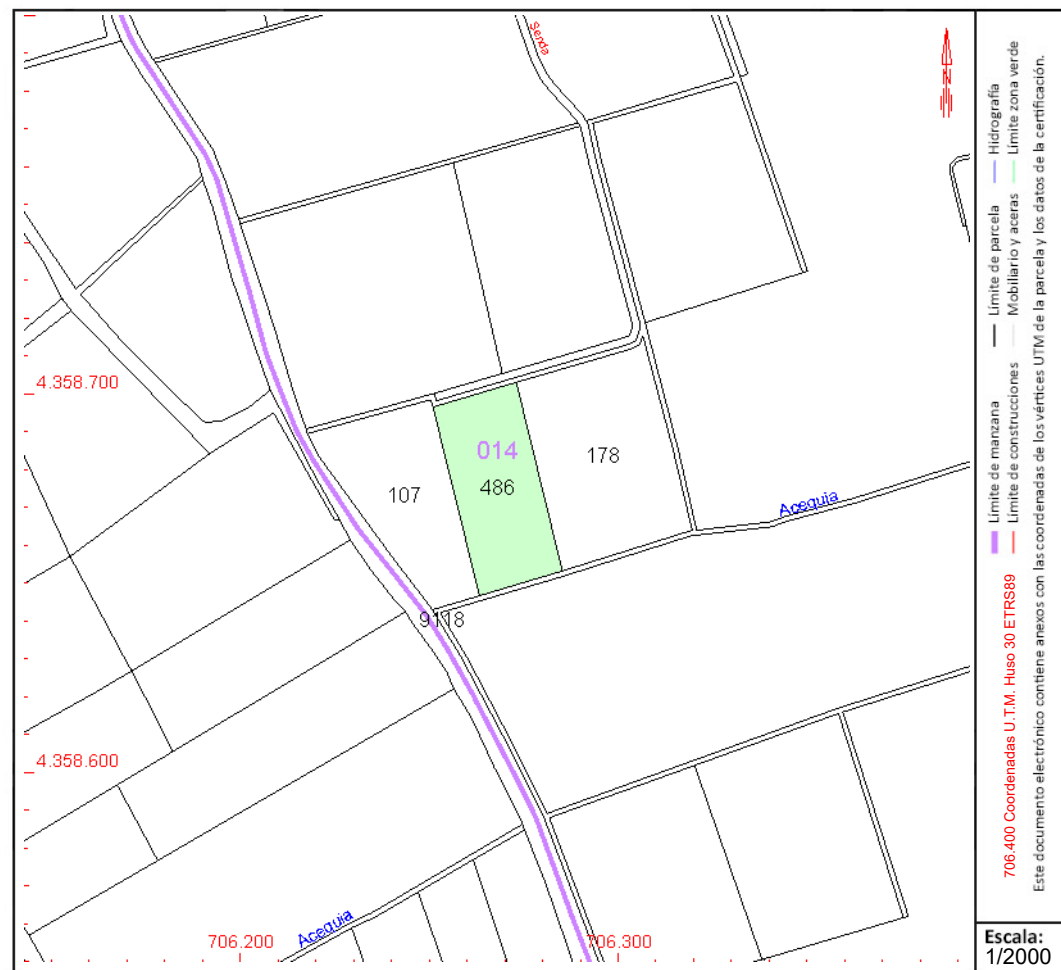 Senda
N
4.358.700
014
486
178
107
Acequia
9118
4.358.600
Acequia
706.200
706.300
Límite de manzana
Límite de parcela
Hidrografía
Límite de construcciones
Mobiliario y aceras
Límite zona verde
706.400 Coordenadas U.T.M. Huso 30 ETRS89
Este documento electrónico contiene anexos con las coordenadas de los vértices UTM de la parcela y los datos de la certificación.
Escala:
1/2000